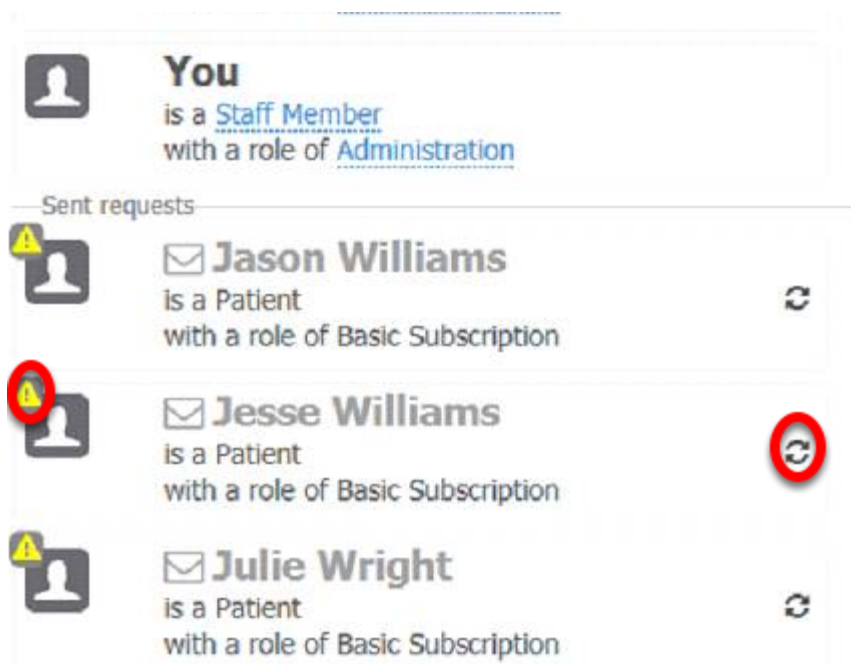 You
is a Staff Member
with a role of Administration
Sent requests
Jason Williams
is a Patient
with a role of Basic Subscription
Jesse Williams
is a Patient
with a role of Basic Subscription
Julie Wright
is a Patient
with a role of Basic Subscription